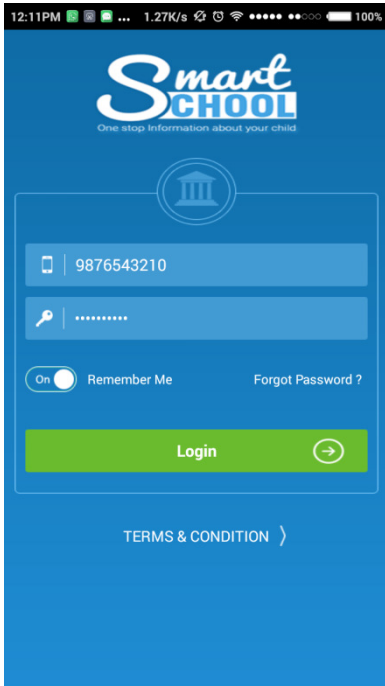 12:11PM ... 1.27K/s 100%
Smart
SCHOOL
One stop Information about your child
9876543210
••••••••••
On Remember Me Forgot Password ?
Login
TERMS & CONDITION